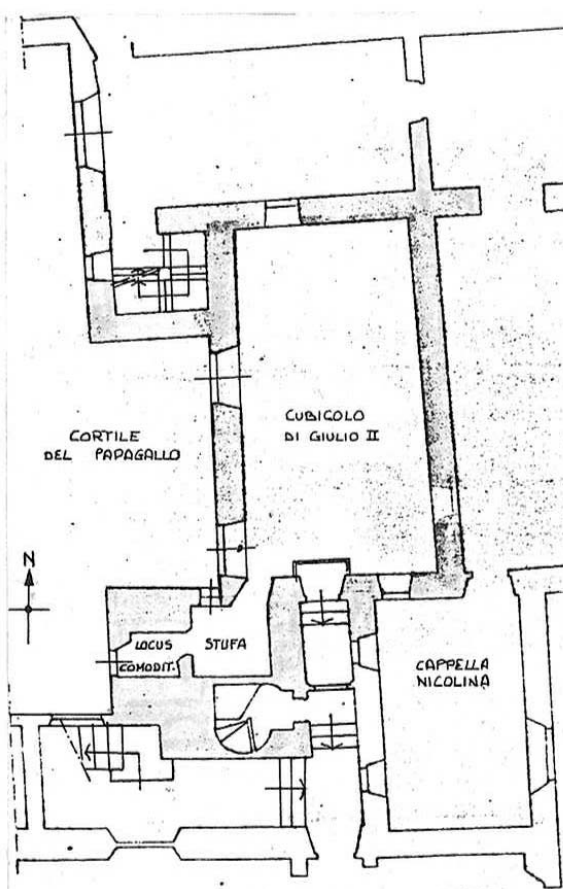 CUBICOLO
DI GIULIO II
CORTILE
DEL PAPAGALLO
N
LOCUS
COMODIT.
STUFA
CAPPELLA
NICOLINA